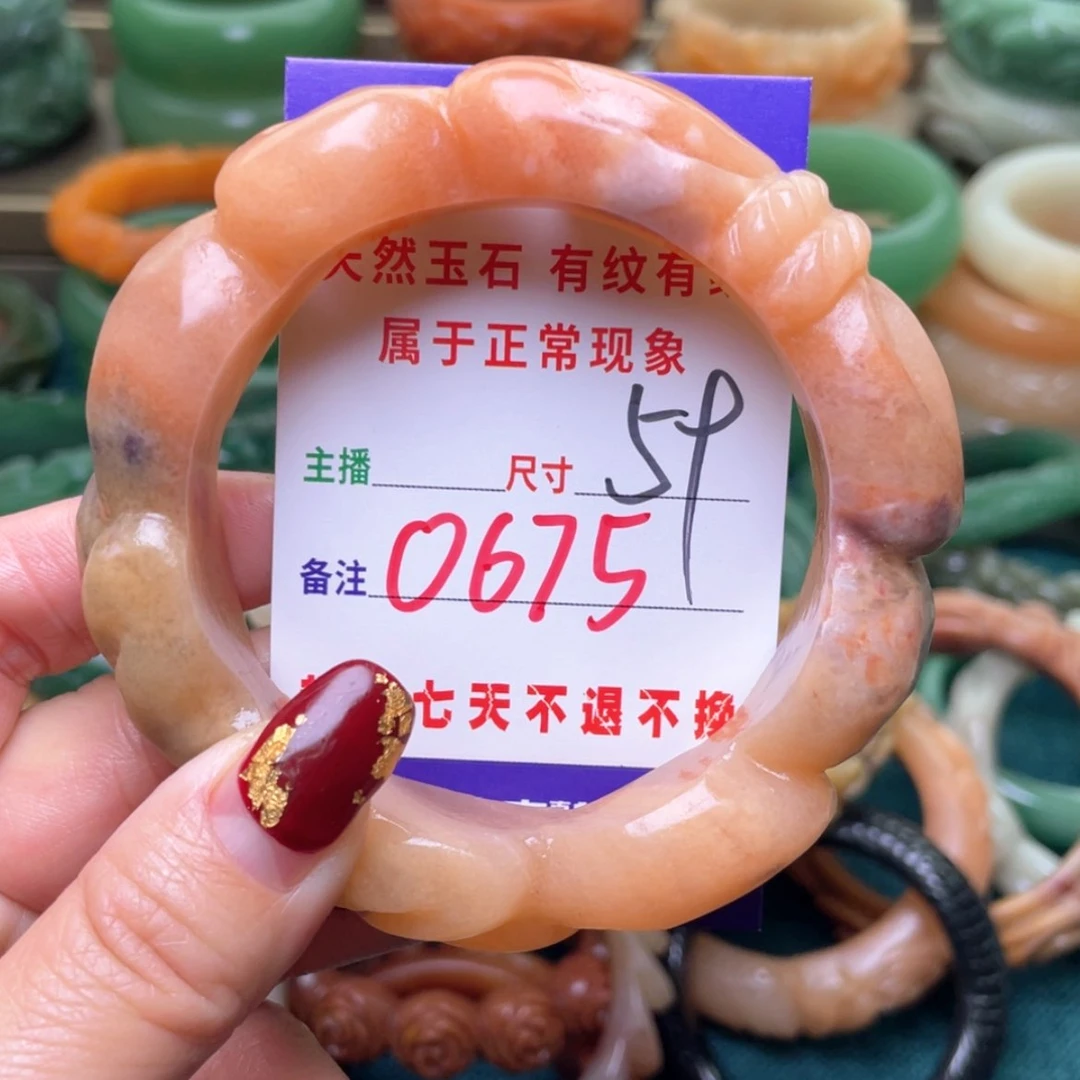 天然玉石 有纹有
属于正常现象
主播 尺寸 59
备注 0675
七天不退不换